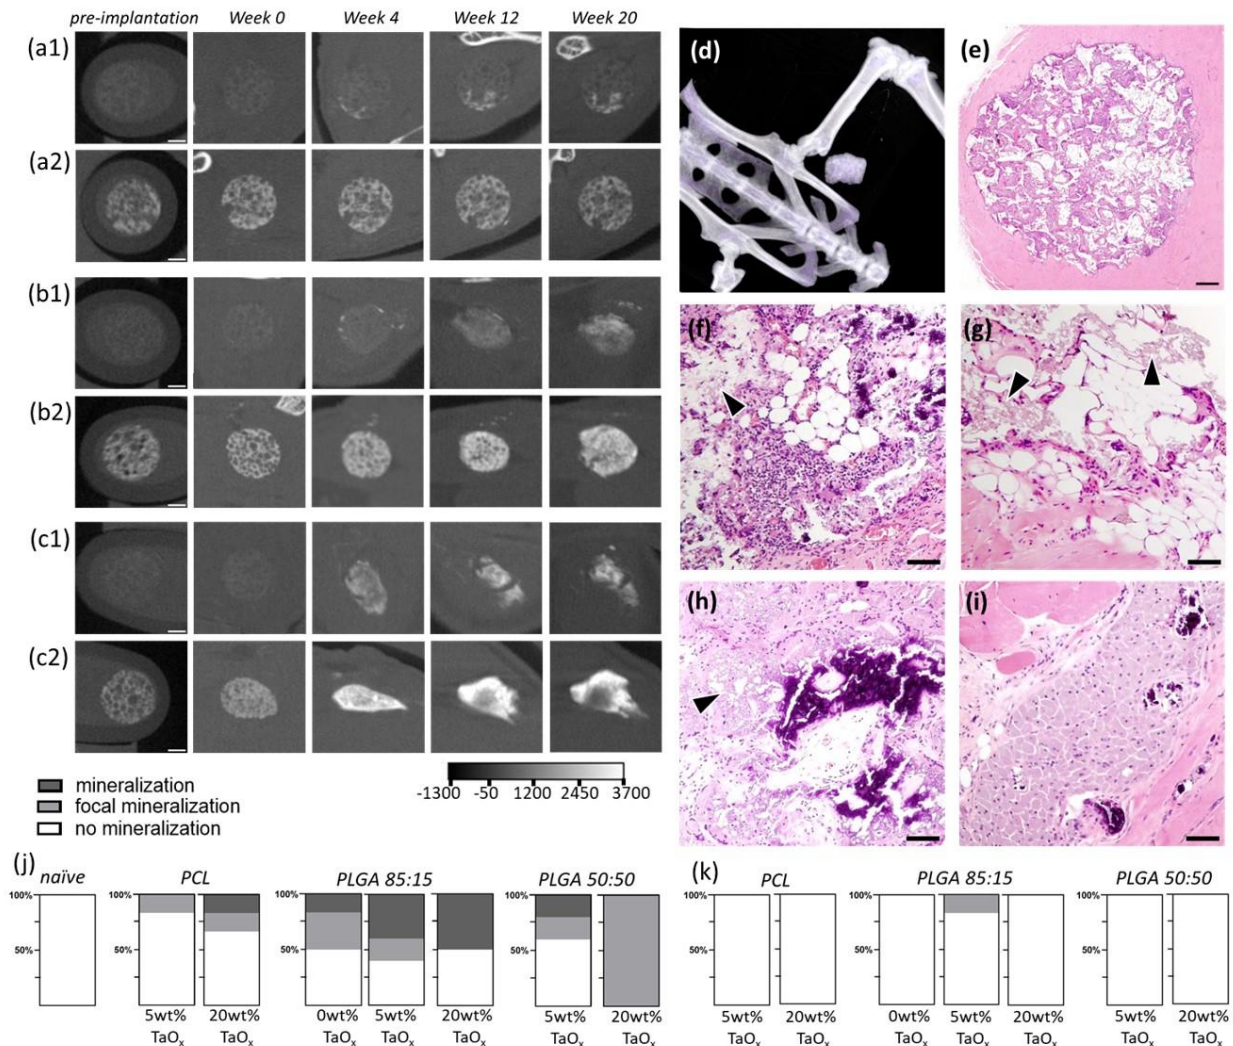 pre-implantation Week 0 Week 4 Week 12 Week 20
(a1)
(a2)
(b1)
(b2)
(c1)
(c2)
mineralization
focal mineralization
no mineralization
-1300 -50 1200 2450 3700
(d)
(e)
(f)
(g)
(h)
(i)
(j)
naïve PCL PLGA 85:15 PLGA 50:50
100% 100% 100% 100%
50% 50% 50% 50%
5wt% 20wt% 0wt% 5wt% 20wt% 5wt% 20wt%
TaOx TaOx TaOx TaOx TaOx TaOx TaOx
(k)
PCL PLGA 85:15 PLGA 50:50
100% 100% 100%
50% 50% 50%
5wt% 20wt% 0wt% 5wt% 20wt% 5wt% 20wt%
TaOx TaOx TaOx TaOx TaOx TaOx TaOx